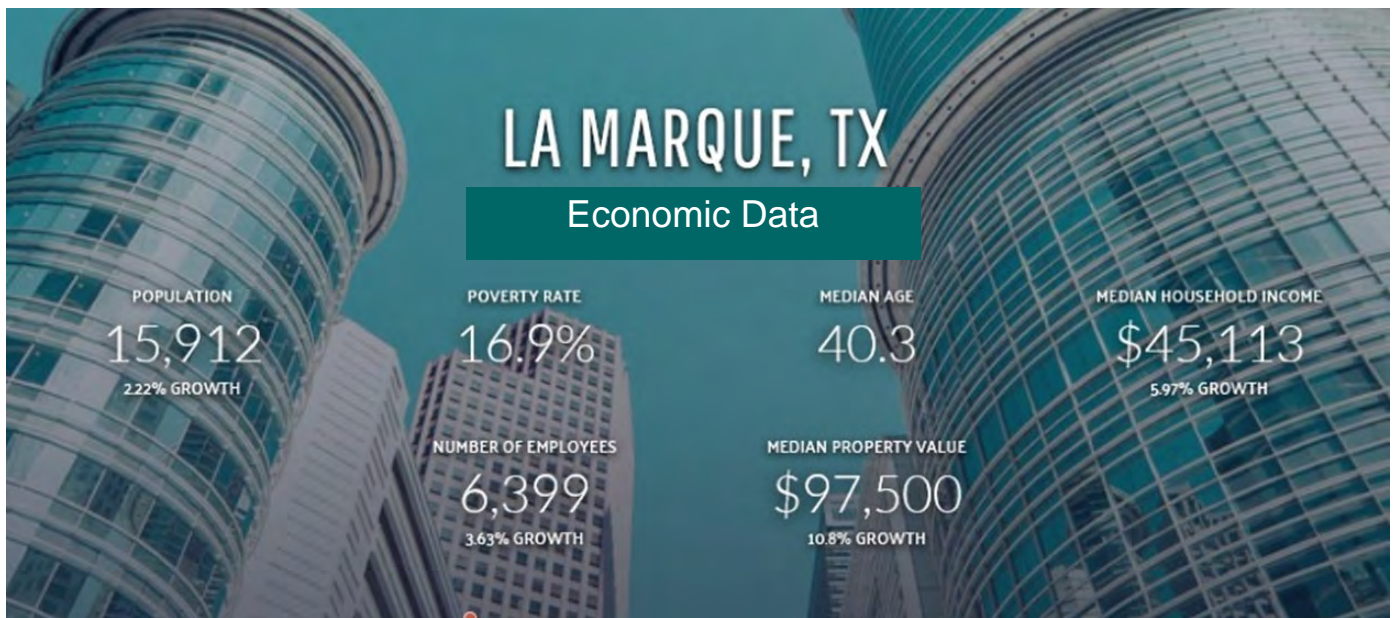 LA MARQUE, TX
Economic Data
POPULATION
15,912
2.22% GROWTH
POVERTY RATE
16.9%
MEDIAN AGE
40.3
MEDIAN HOUSEHOLD INCOME
$45,113
5.97% GROWTH
NUMBER OF EMPLOYEES
6,399
3.63% GROWTH
MEDIAN PROPERTY VALUE
$97,500
10.8% GROWTH